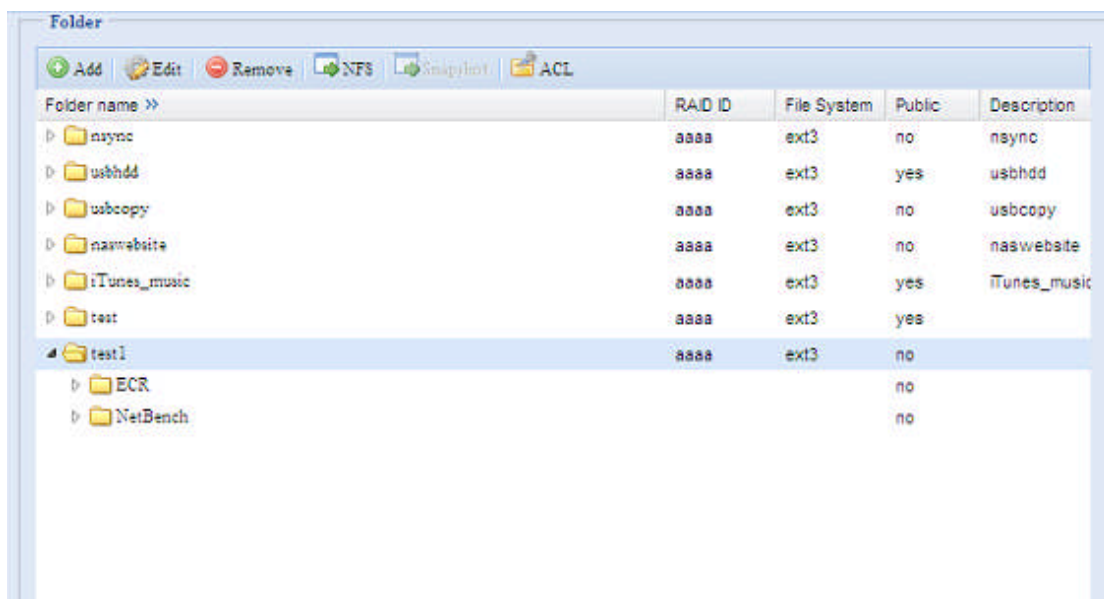 Folder
Add Edit Remove NFS Snapshot ACL
Folder name » RAID ID File System Public Description
nsync aaaa ext3 no nsync
usbhdd aaaa ext3 yes usbhdd
usbcopy aaaa ext3 no usbcopy
naswebsite aaaa ext3 no naswebsite
iTunes_music aaaa ext3 yes iTunes_music
test aaaa ext3 yes
test1 aaaa ext3 no
ECR no
NetBench no